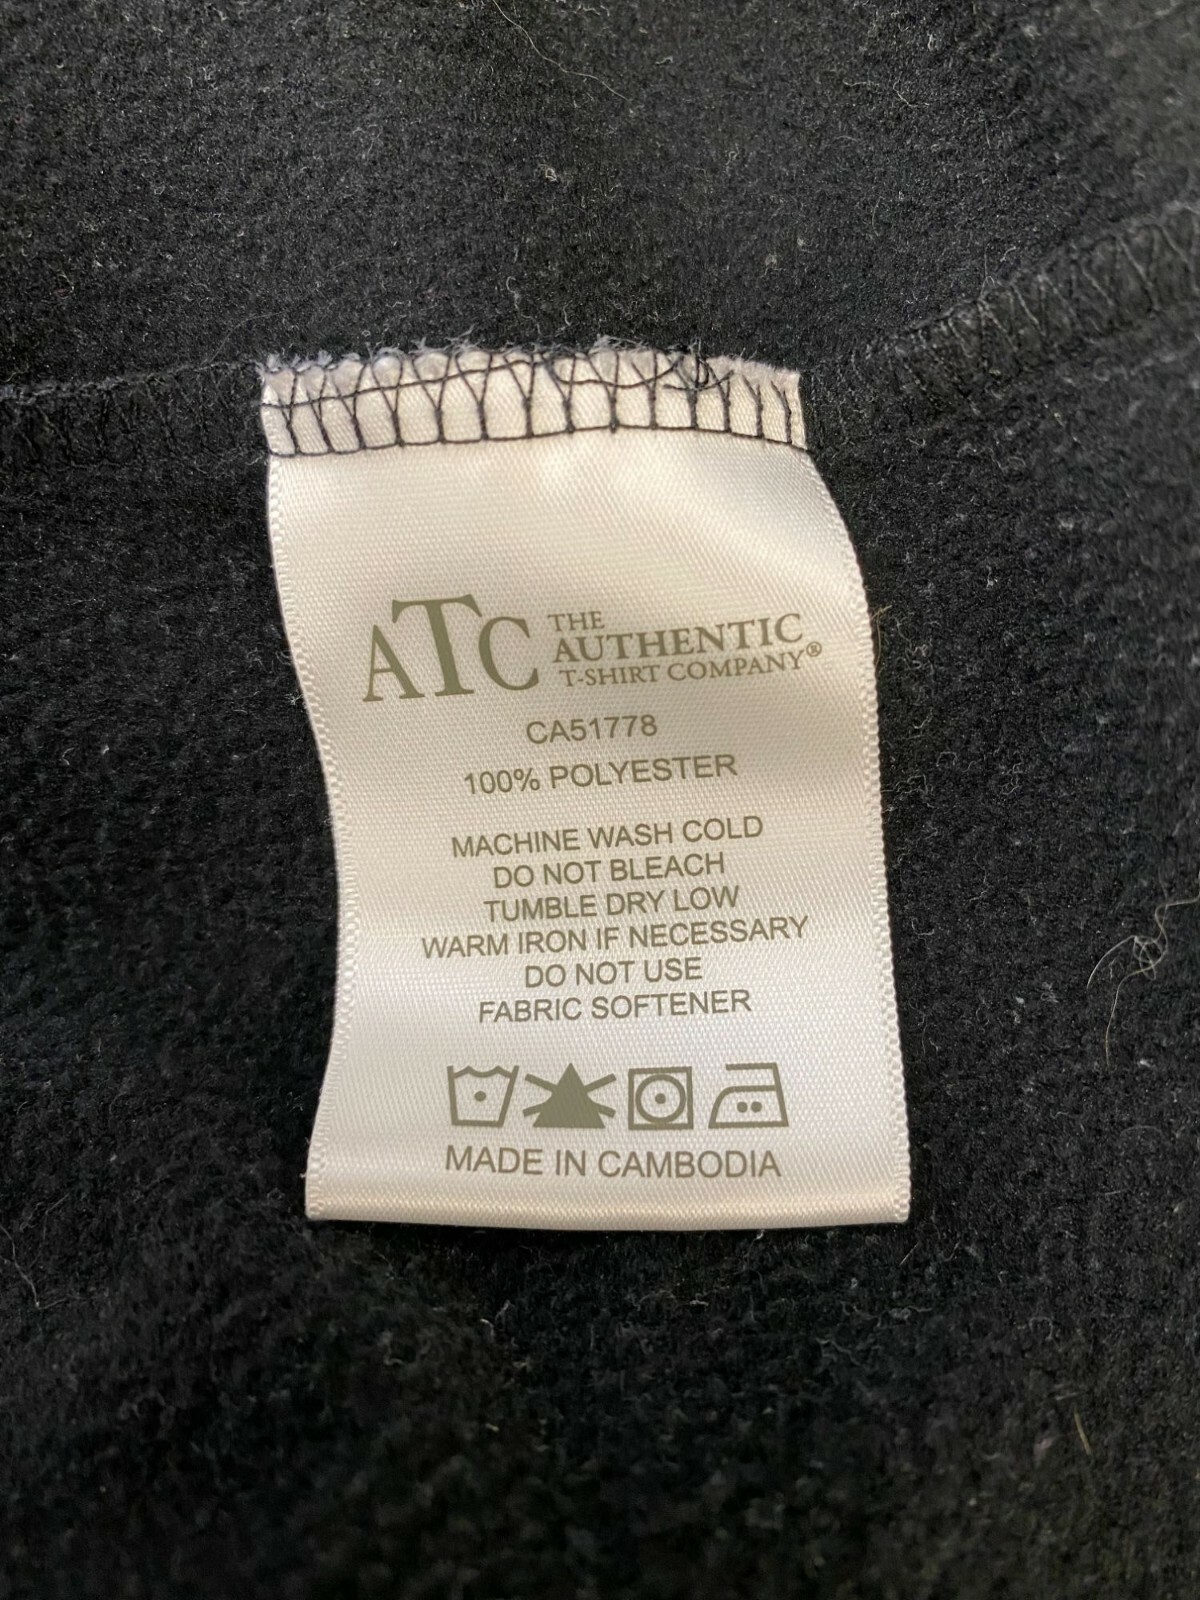 ATC THE
AUTHENTIC
T-SHIRT COMPANY®
CA51778
100% POLYESTER
MACHINE WASH COLD
DO NOT BLEACH
TUMBLE DRY LOW
WARM IRON IF NECESSARY
DO NOT USE
FABRIC SOFTENER
MADE IN CAMBODIA